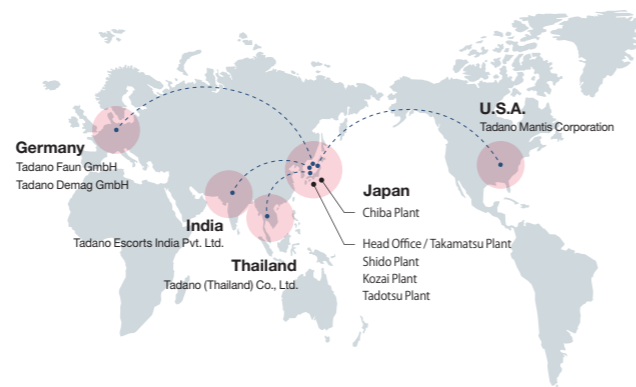 Germany
Tadano Faun GmbH
Tadano Demag GmbH
India
Tadano Escorts India Pvt. Ltd.
Thailand
Tadano (Thailand) Co., Ltd.
Japan
Chiba Plant
Head Office / Takamatsu Plant
Shido Plant
Kozai Plant
Tadotsu Plant
U.S.A.
Tadano Mantis Corporation